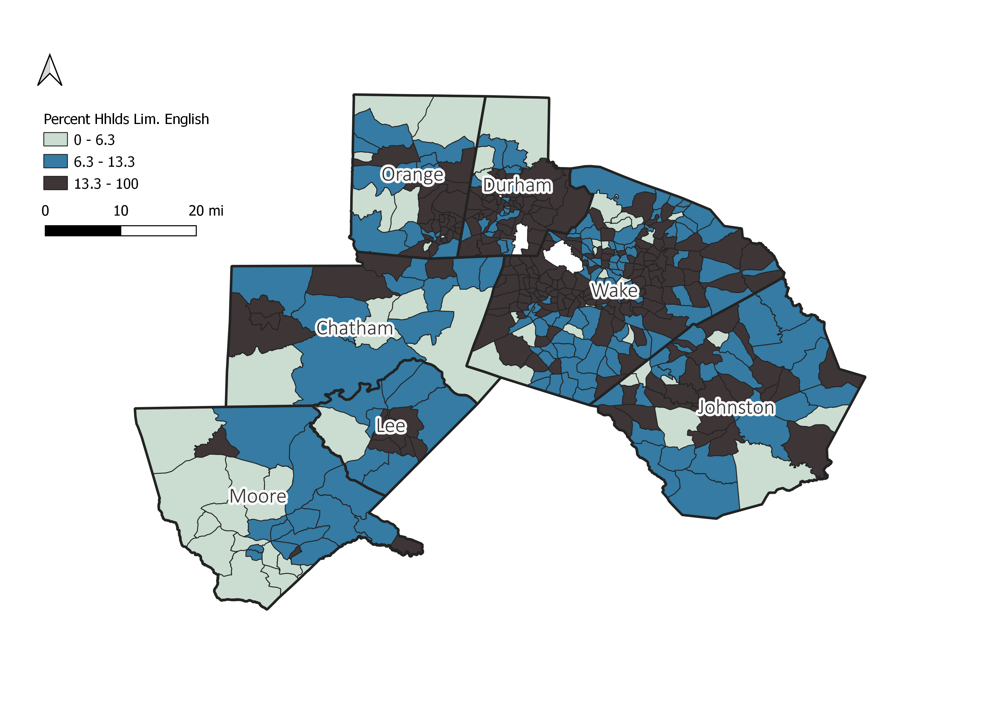 Percent Hhlds Lim. English
0 - 6.3
6.3 - 13.3
13.3 - 100
0 10 20 mi
Orange
Durham
Wake
Chatham
Johnston
Lee
Moore